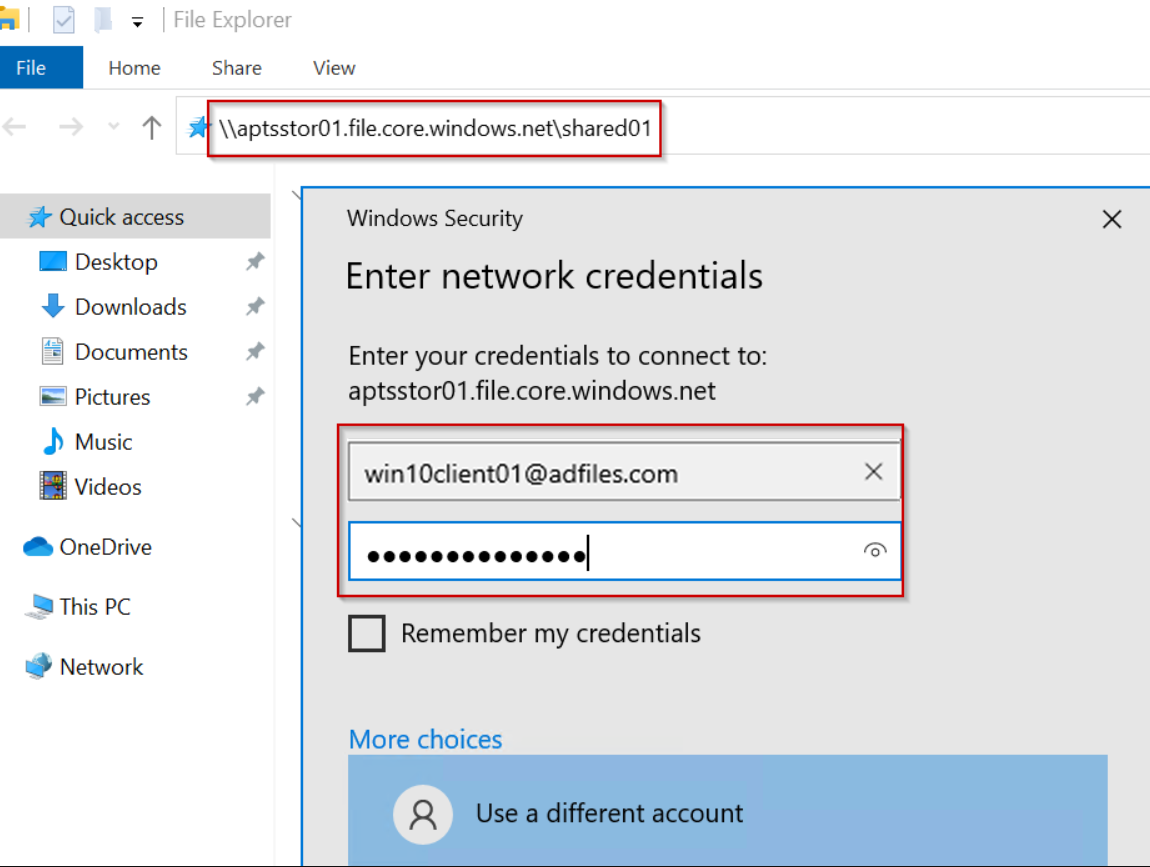 File Explorer
File Home Share View
\\aptsstor01.file.core.windows.net\shared01
Quick access
Desktop
Downloads
Documents
Pictures
Music
Videos
OneDrive
This PC
Network
Windows Security
Enter network credentials
Enter your credentials to connect to:
aptsstor01.file.core.windows.net
win10client01@adfiles.com
●●●●●●●●●●●●●●
Remember my credentials
More choices
Use a different account